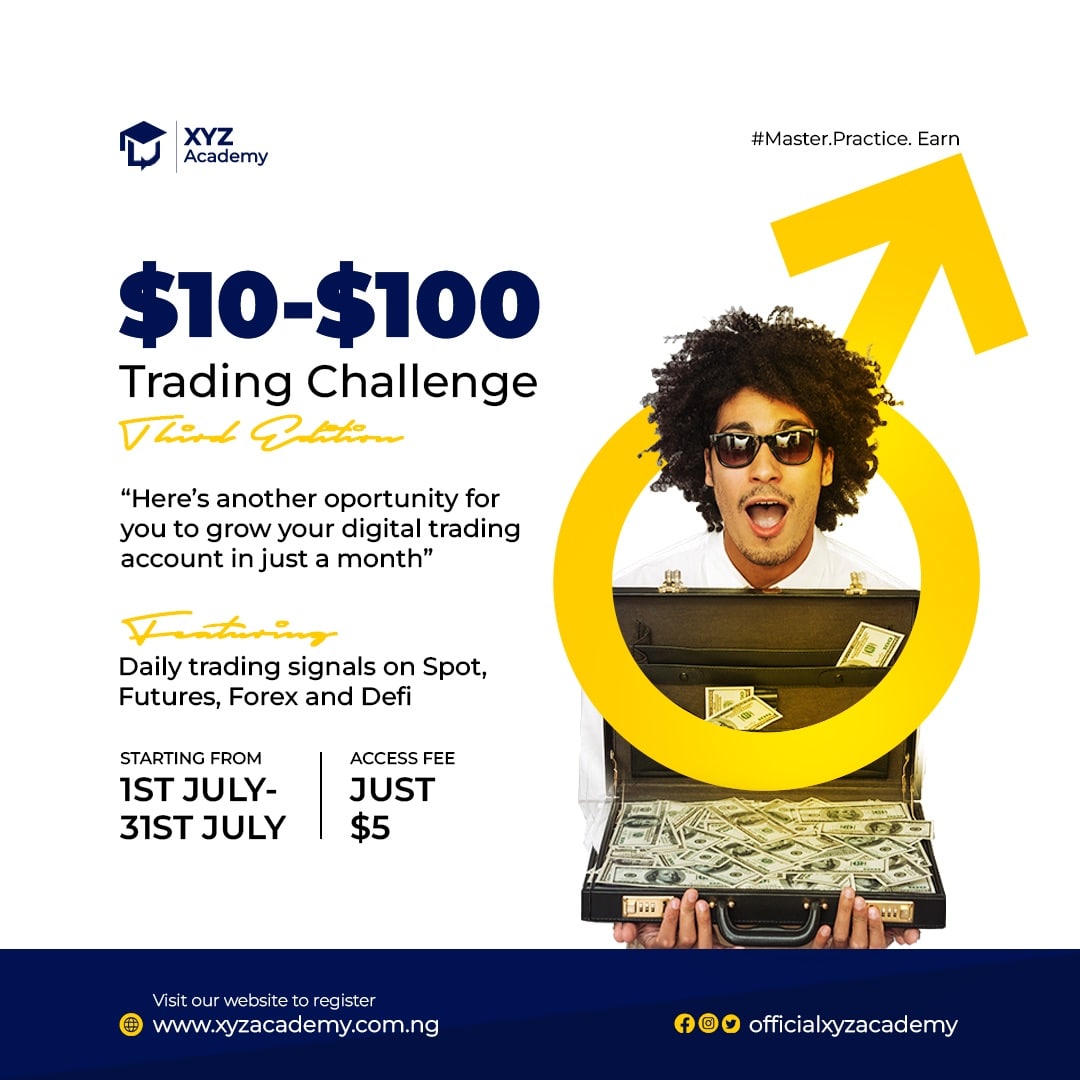 XYZ
Academy
#Master.Practice. Earn
$10-$100
Trading Challenge
Third Edition
“Here’s another oportunity for
you to grow your digital trading
account in just a month”
Featuring
Daily trading signals on Spot,
Futures, Forex and Defi
STARTING FROM
1ST JULY-
31ST JULY
ACCESS FEE
JUST
$5
Visit our website to register
www.xyzacademy.com.ng
officialxyzacademy